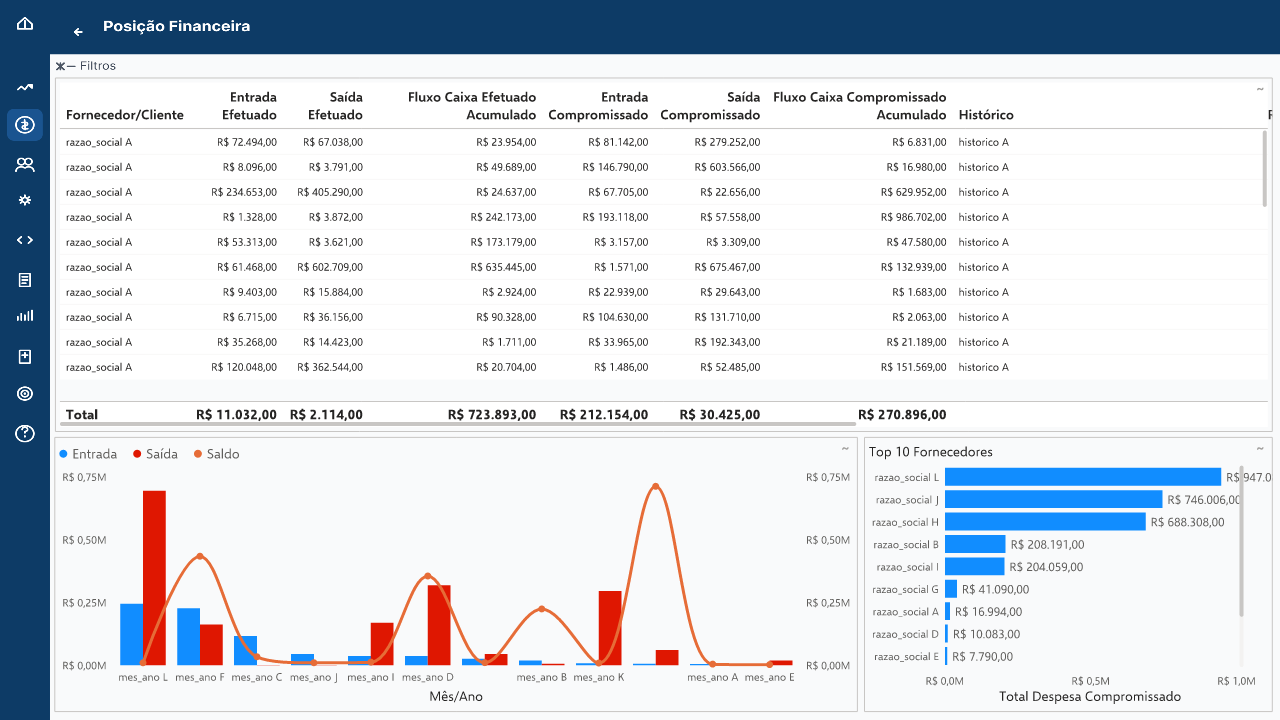 Posição Financeira
Filtros
Fornecedor/Cliente Entrada Efetuado Saída Efetuado Fluxo Caixa Efetuado Acumulado Entrada Compromissado Saída Compromissado Fluxo Caixa Compromissado Acumulado Histórico
razao_social A R$ 72.494,00 R$ 67.038,00 R$ 23.954,00 R$ 81.142,00 R$ 279.252,00 R$ 6.831,00 historico A
razao_social A R$ 8.096,00 R$ 3.791,00 R$ 49.689,00 R$ 146.790,00 R$ 603.566,00 R$ 16.980,00 historico A
razao_social A R$ 234.653,00 R$ 405.290,00 R$ 24.637,00 R$ 67.705,00 R$ 22.656,00 R$ 629.952,00 historico A
razao_social A R$ 1.328,00 R$ 3.872,00 R$ 242.173,00 R$ 193.118,00 R$ 57.558,00 R$ 986.702,00 historico A
razao_social A R$ 53.313,00 R$ 3.621,00 R$ 173.179,00 R$ 3.157,00 R$ 3.309,00 R$ 47.580,00 historico A
razao_social A R$ 61.468,00 R$ 602.709,00 R$ 635.445,00 R$ 1.571,00 R$ 675.467,00 R$ 132.939,00 historico A
razao_social A R$ 9.403,00 R$ 15.884,00 R$ 2.924,00 R$ 22.939,00 R$ 29.643,00 R$ 1.683,00 historico A
razao_social A R$ 6.715,00 R$ 36.156,00 R$ 90.328,00 R$ 104.630,00 R$ 131.710,00 R$ 2.063,00 historico A
razao_social A R$ 35.268,00 R$ 14.423,00 R$ 1.711,00 R$ 33.965,00 R$ 192.343,00 R$ 21.189,00 historico A
razao_social A R$ 120.048,00 R$ 362.544,00 R$ 20.704,00 R$ 1.486,00 R$ 52.485,00 R$ 151.569,00 historico A
Total R$ 11.032,00 R$ 2.114,00 R$ 723.893,00 R$ 212.154,00 R$ 30.425,00 R$ 270.896,00
Entrada Saída Saldo
R$ 0,75M R$ 0,75M
R$ 0,50M R$ 0,50M
R$ 0,25M R$ 0,25M
R$ 0,00M R$ 0,00M
mes_ano L mes_ano F mes_ano C mes_ano J mes_ano I mes_ano D mes_ano B mes_ano K mes_ano A mes_ano E
Mês/Ano
Top 10 Fornecedores
razao_social L R$ 947.0
razao_social J R$ 746.006,00
razao_social H R$ 688.308,00
razao_social B R$ 208.191,00
razao_social I R$ 204.059,00
razao_social G R$ 41.090,00
razao_social A R$ 16.994,00
razao_social D R$ 10.083,00
razao_social E R$ 7.790,00
R$ 0,0M R$ 0,5M R$ 1,0M
Total Despesa Compromissado